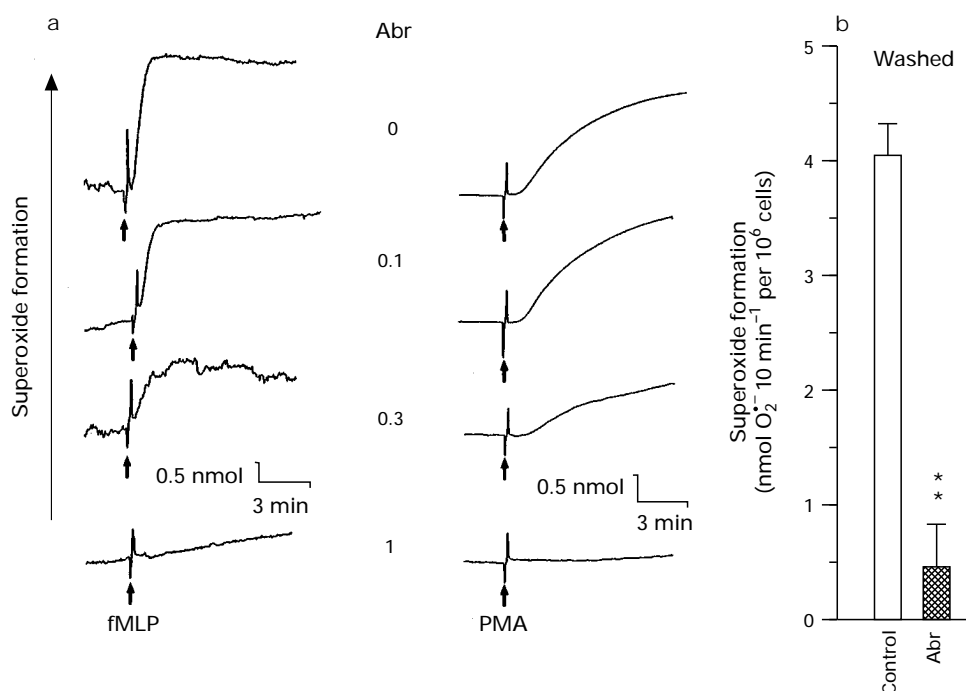 a
Abr
Superoxide formation
0
0.1
0.3
1
0.5 nmol
3 min
fMLP
0.5 nmol
3 min
PMA
b
Washed
Superoxide formation
(nmol O₂•− 10 min⁻¹ per 10⁶ cells)
5
4
3
2
1
0
**
Control
Abr